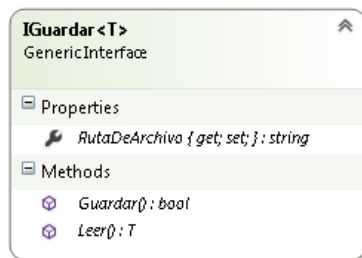 IGuardar<T>
GenericInterface
Properties
RutaDeArchivo { get; set; } : string
Methods
Guardar() : bool
Leer() : T